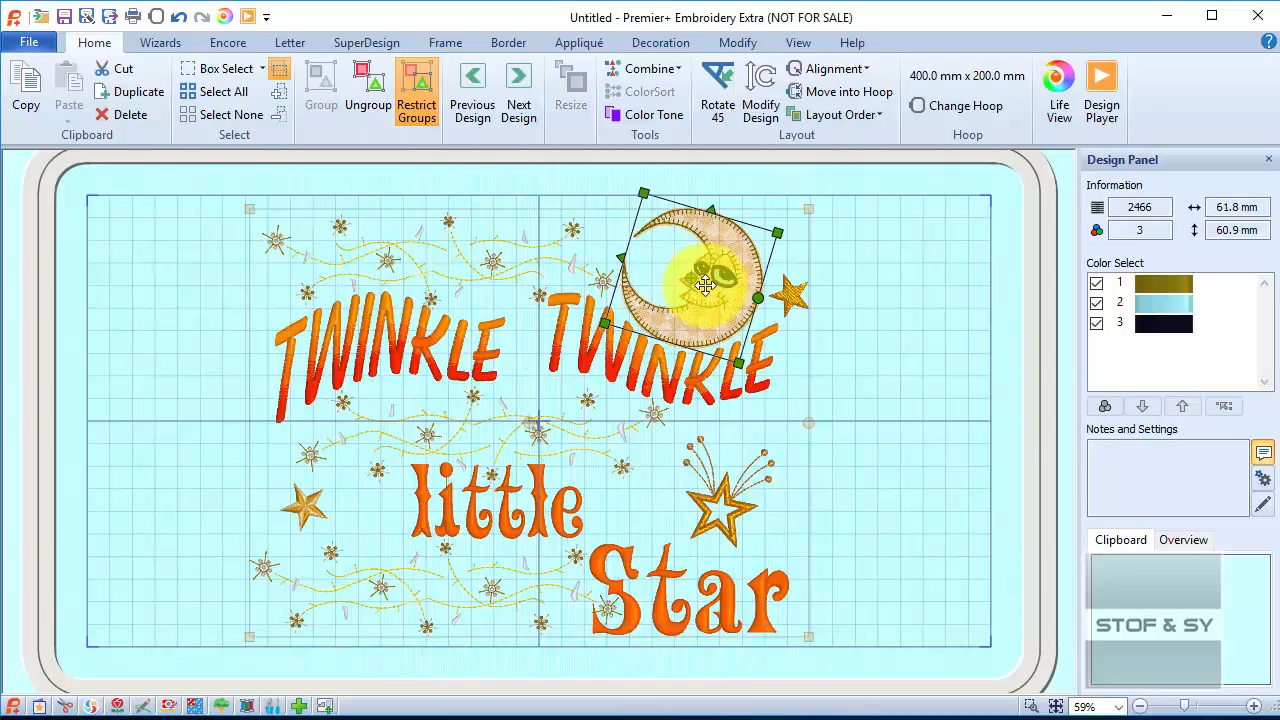 Untitled - Premier+ Embroidery Extra (NOT FOR SALE)
File Home Wizards Encore Letter SuperDesign Frame Border Appliqué Decoration Modify View Help
Copy Paste Cut Duplicate Delete Clipboard
Box Select Select All Select None Select
Group Ungroup Restrict Groups Previous Design Next Design Resize
Combine ColorSort Color Tone Tools
Rotate 45 Modify Design Alignment Move into Hoop Layout Order Layout
400.0 mm x 200.0 mm Change Hoop Hoop
Life View Design Player
Design Panel
Information
2466 61.8 mm
3 60.9 mm
Color Select
1
2
3
Notes and Settings
Clipboard Overview
STOF & SY
TWINKLE TWINKLE
little
Star
59%